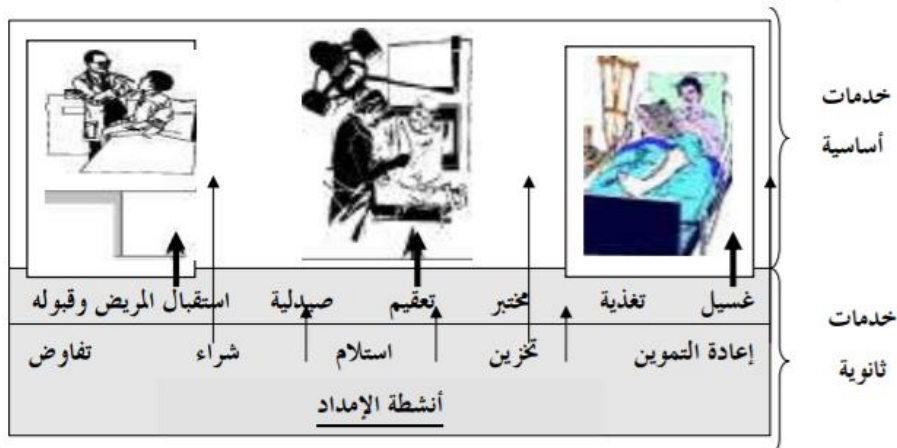 خدمات
أساسية
استقبال المريض وقبوله صيدلية تعقيم مختبر تغذية غسيل
خدمات
ثانوية
تفاوض شراء استلام تخزين إعادة التموين
أنشطة الإمداد